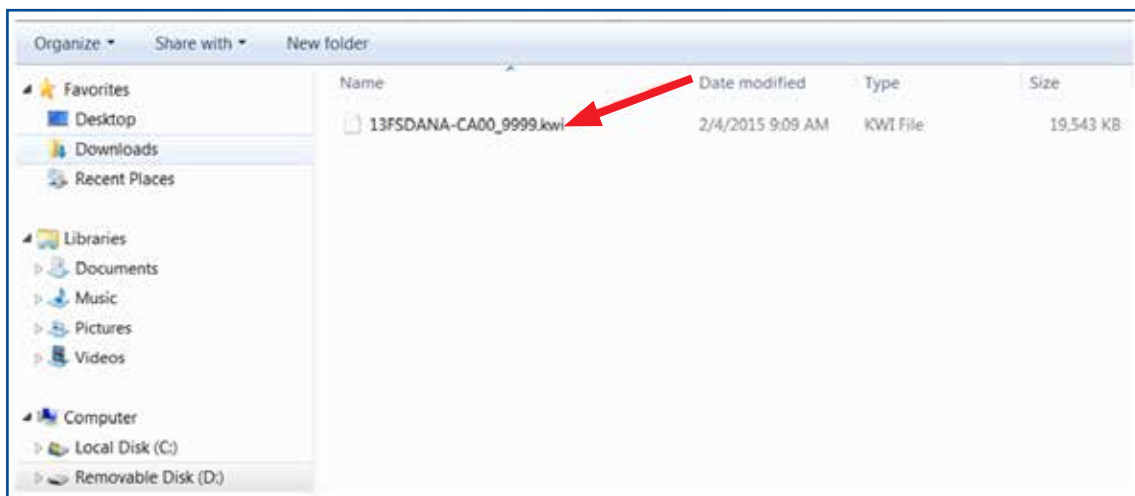 Organize Share with New folder
Name Date modified Type Size
13FSDANA-CA00_9999.kwi 2/4/2015 9:09 AM KWI File 19,543 KB
Favorites
Desktop
Downloads
Recent Places
Libraries
Documents
Music
Pictures
Videos
Computer
Local Disk (C:)
Removable Disk (D:)